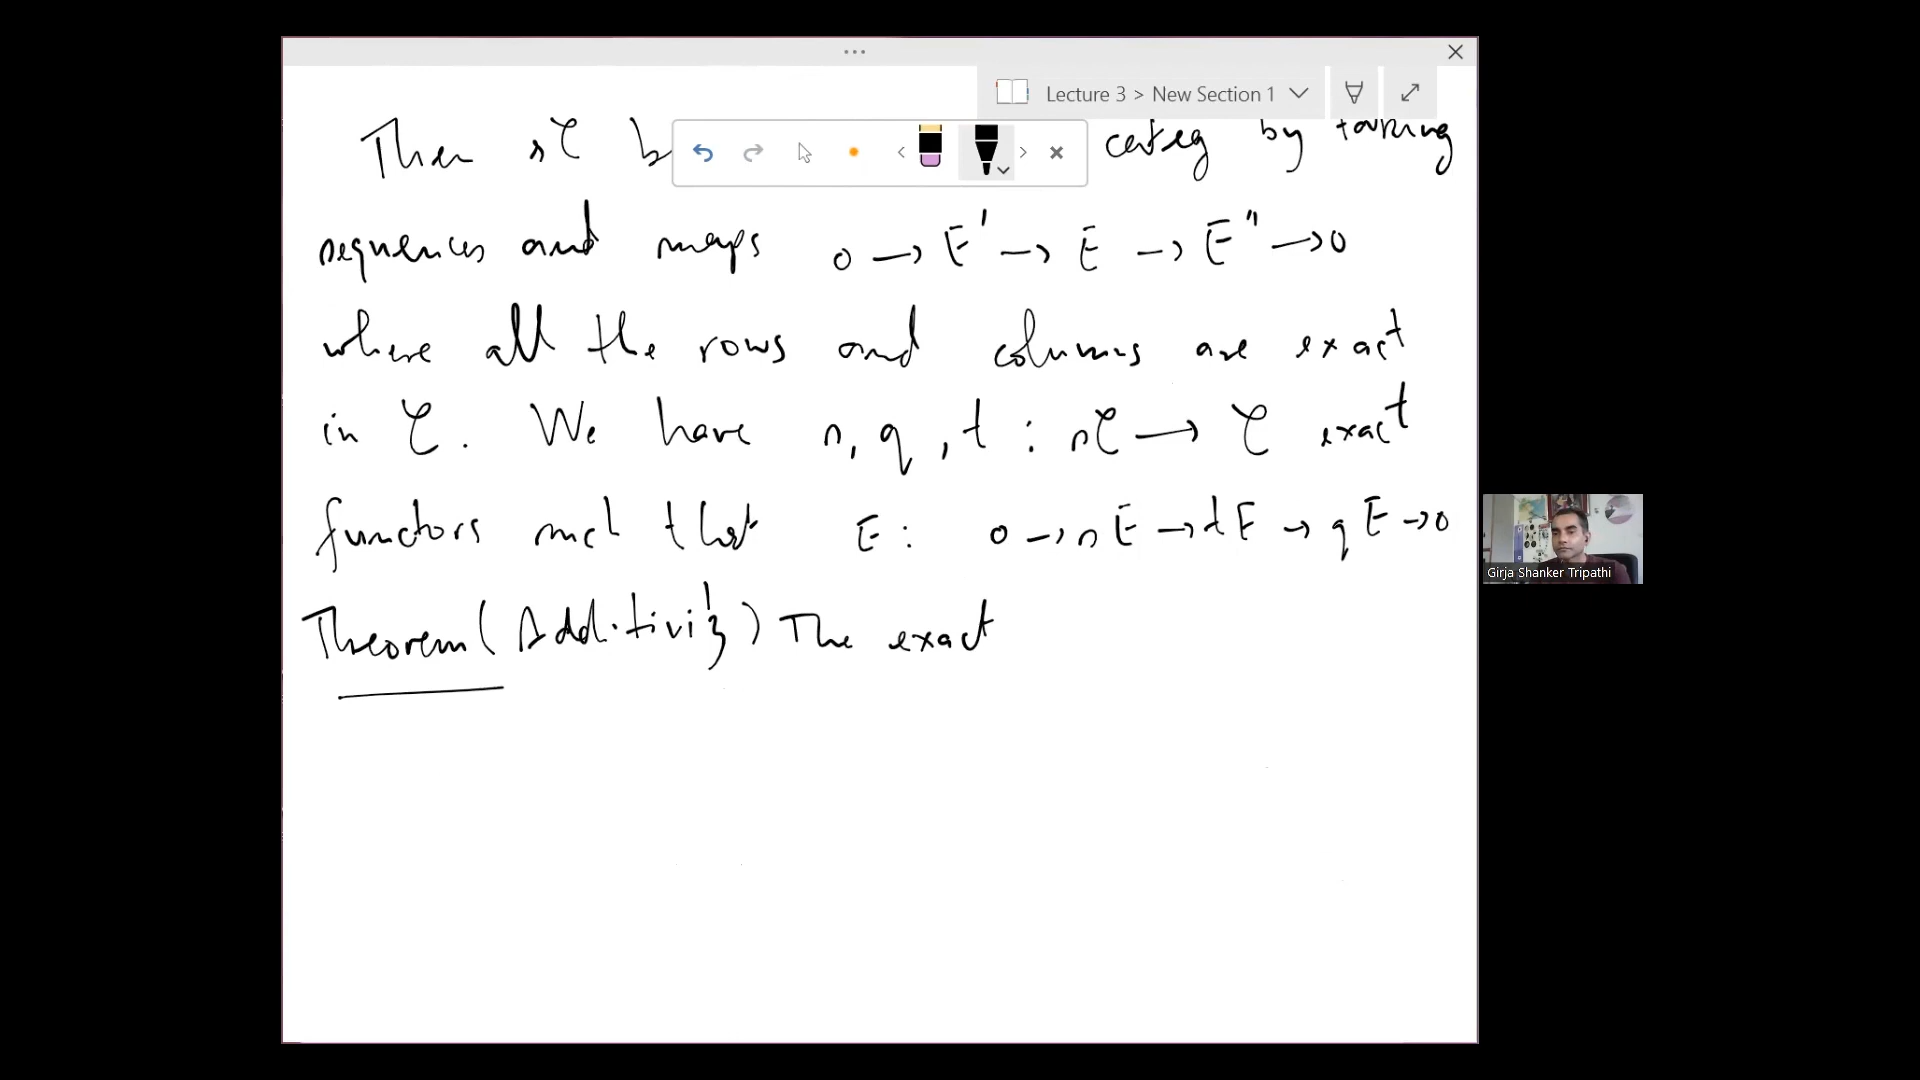 Lecture 3 > New Section 1
Then s𝒞 categ by taking
sequences and maps 0 → E' → E → E" → 0
where all the rows and columns are exact
in 𝒞. We have s, q, t : s𝒞 → 𝒞 exact
functors such that E : 0 → sE → tE → qE → 0
Theorem (Additivity) The exact
Girja Shanker Tripathi